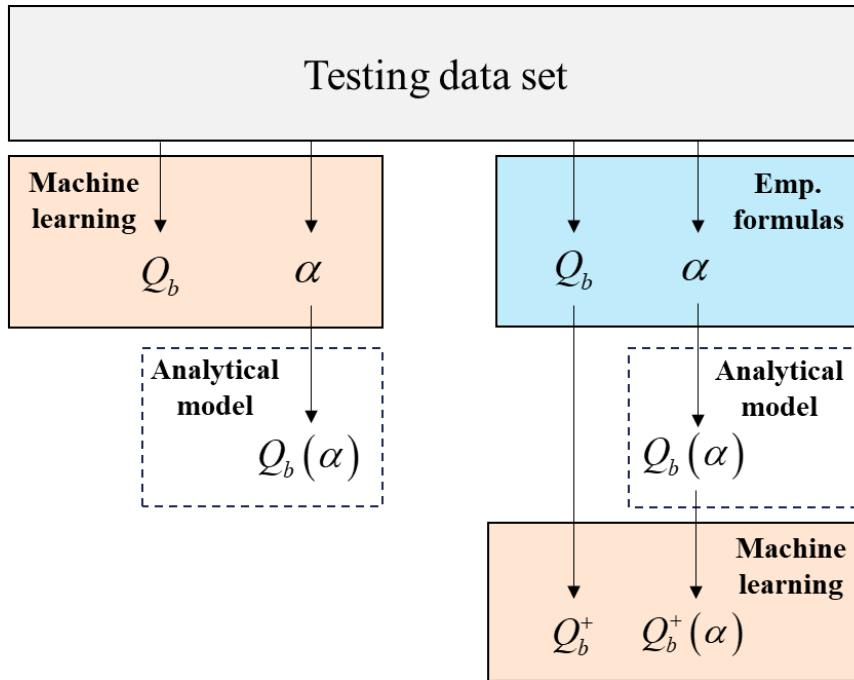 Testing data set
Machine
learning
Q_b α
Analytical
model
Q_b(α)
Emp.
formulas
Q_b α
Analytical
model
Q_b(α)
Machine
learning
Q_b^+ Q_b^+(α)